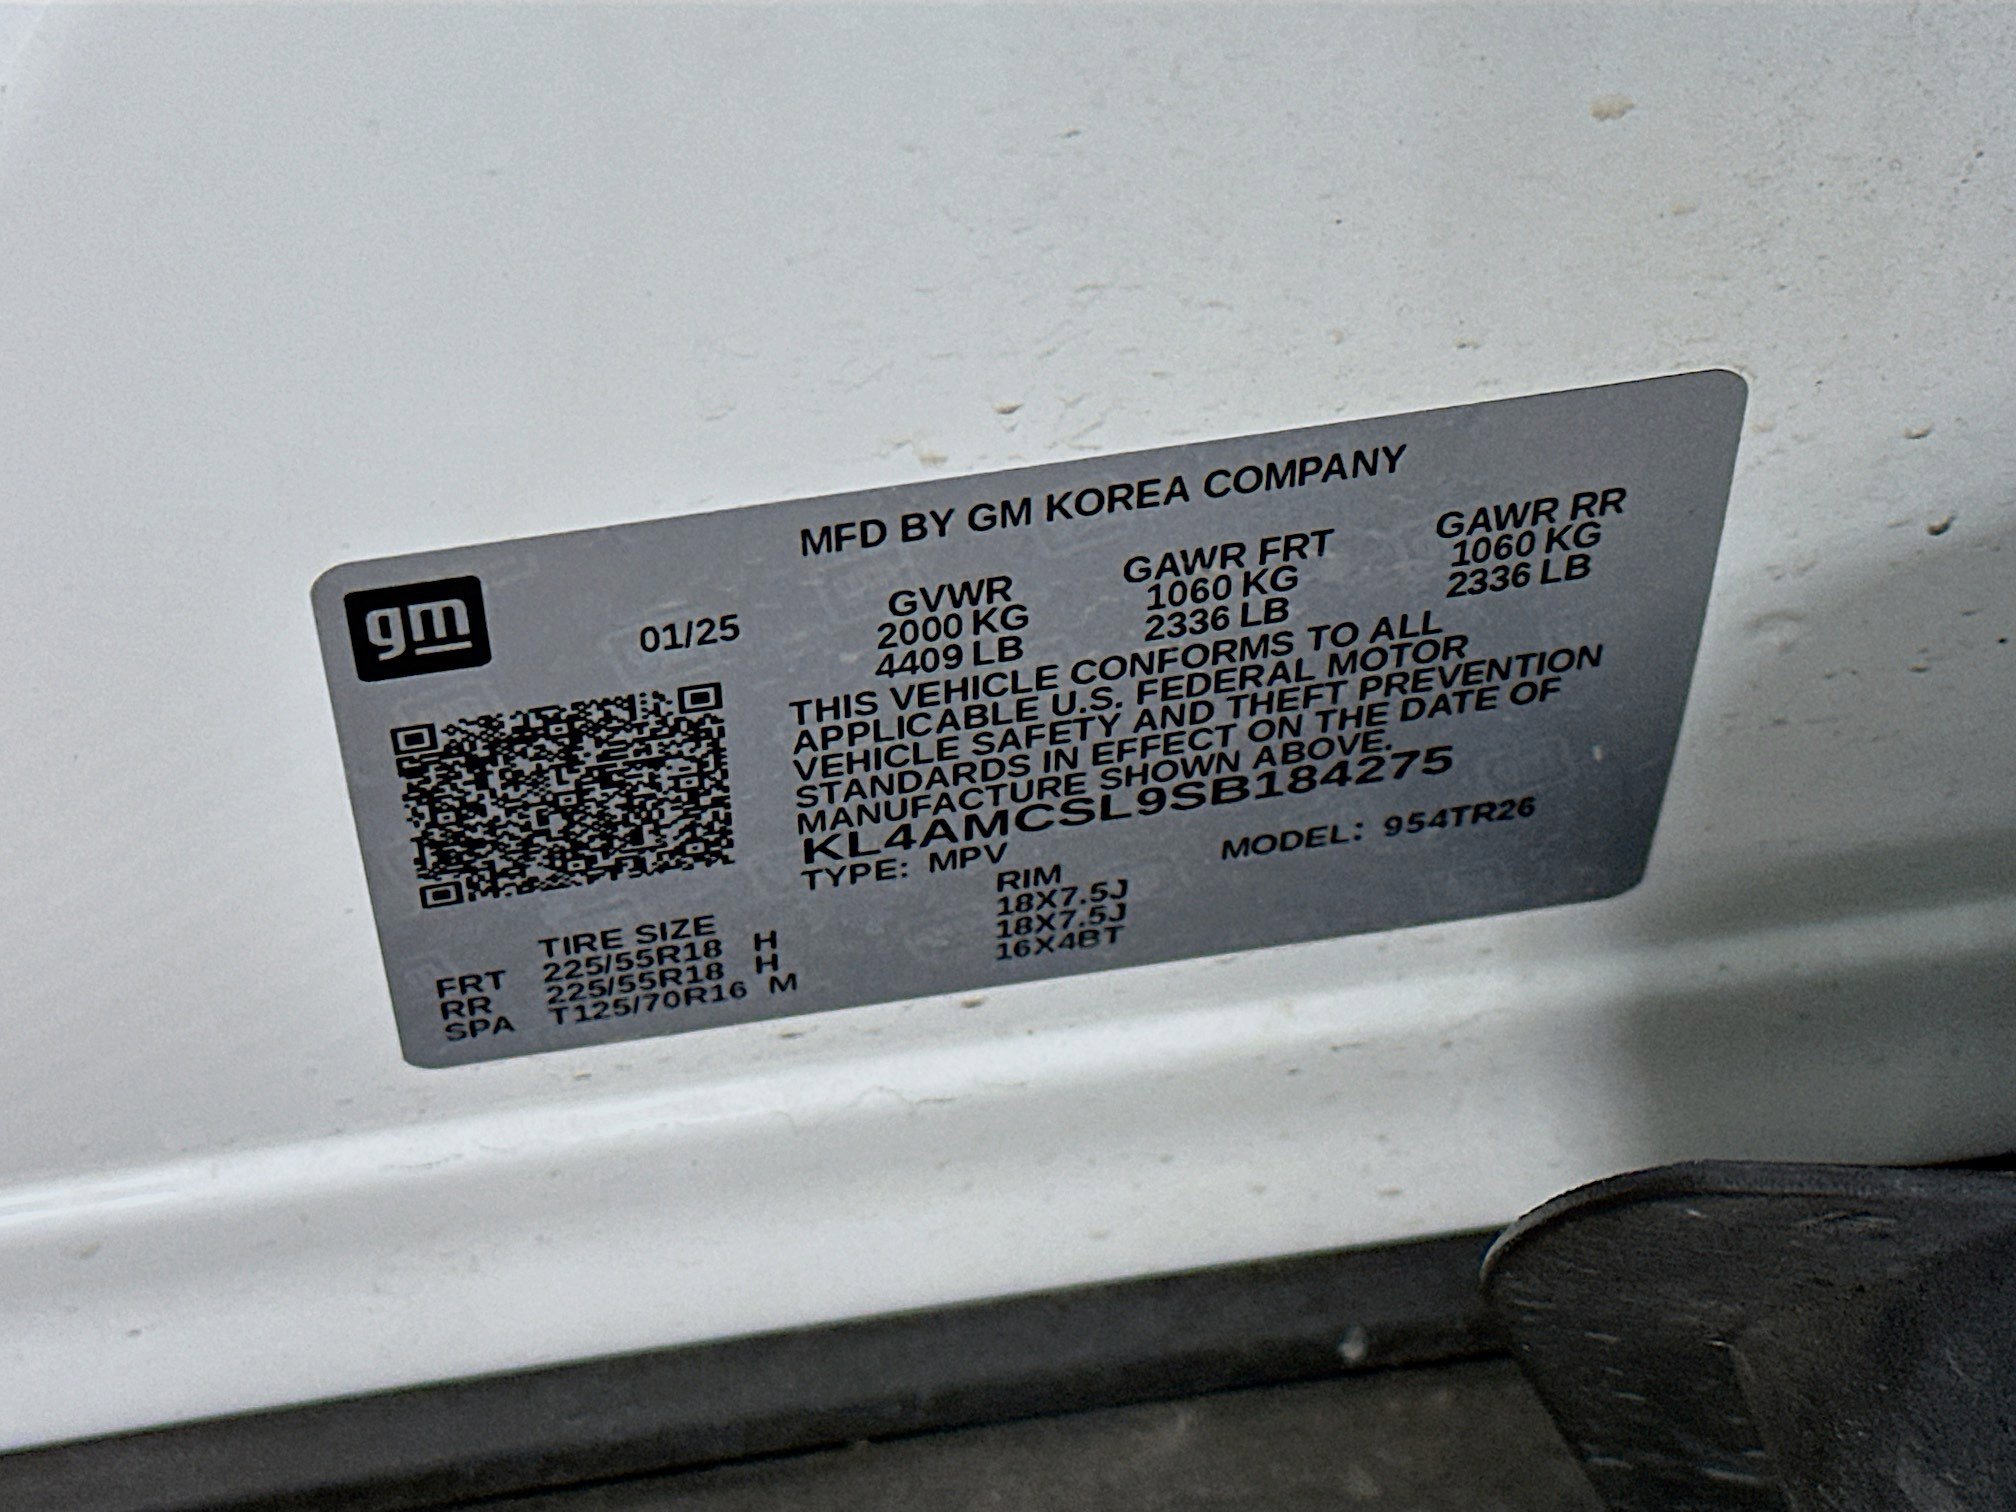 MFD BY GM KOREA COMPANY
gm
01/25
GVWR GAWR FRT GAWR RR
2000 KG 1060 KG 1060 KG
4409 LB 2336 LB 2336 LB
THIS VEHICLE CONFORMS TO ALL
APPLICABLE U.S. FEDERAL MOTOR
VEHICLE SAFETY AND THEFT PREVENTION
STANDARDS IN EFFECT ON THE DATE OF
MANUFACTURE SHOWN ABOVE.
KL4AMCSL9SB184275
TYPE: MPV MODEL: 954TR26
TIRE SIZE RIM
FRT 225/55R18 H 18X7.5J
RR 225/55R18 H 18X7.5J
SPA T125/70R16 M 16X4BT